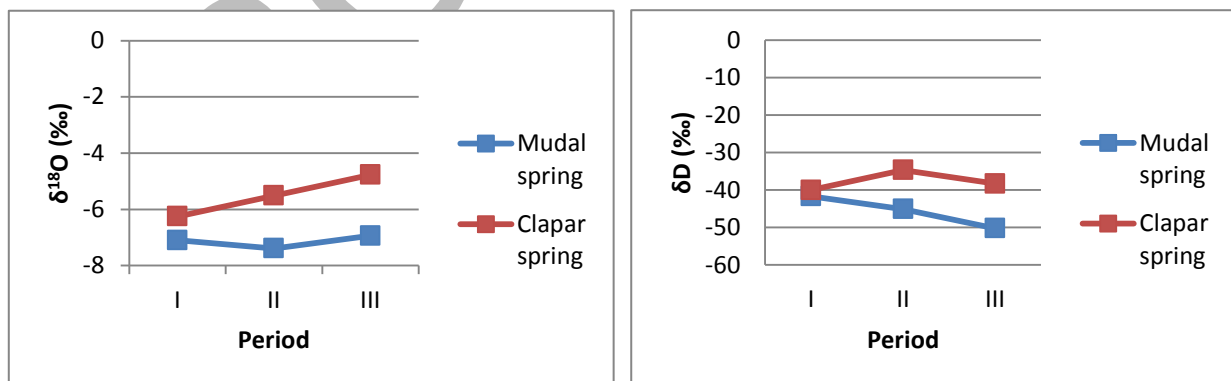 0
-2
-4
-6
-8
δ¹⁸O (‰)
I II III
Period
Mudal
spring
Clapar
spring
0
-10
-20
-30
-40
-50
-60
δD (‰)
I II III
Period
Mudal
spring
Clapar
spring